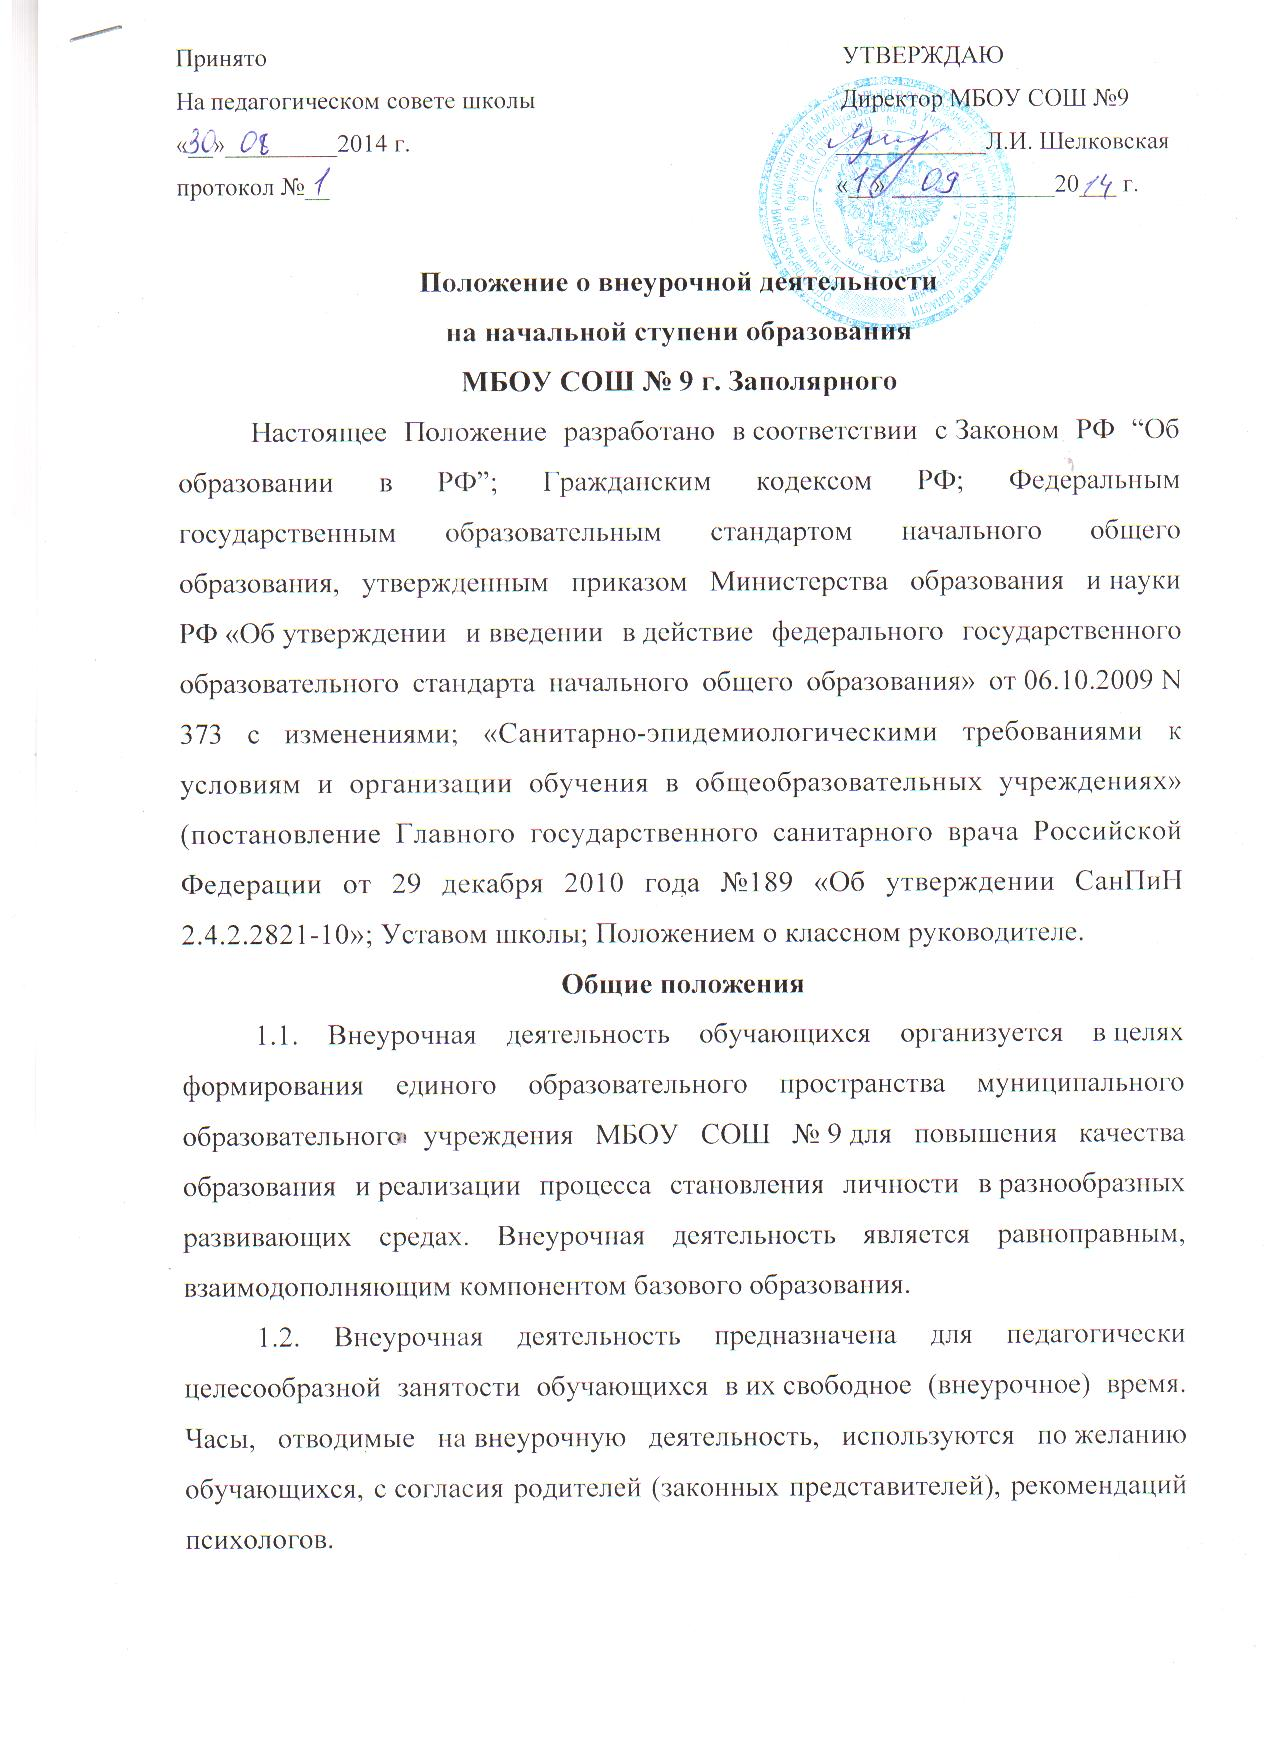 Принято
УТВЕРЖДАЮ
На педагогическом совете школы
Директор МБОУ СОШ №9
«30» 08 2014 г.
Л.И. Шелковская
протокол № 1
«1» 09 2014 г.
Положение о внеурочной деятельности
на начальной ступени образования
МБОУ СОШ № 9 г. Заполярного
Настоящее Положение разработано в соответствии с Законом РФ “Об
образовании в РФ”; Гражданским кодексом РФ; Федеральным
государственным образовательным стандартом начального общего
образования, утвержденным приказом Министерства образования и науки
РФ «Об утверждении и введении в действие федерального государственного
образовательного стандарта начального общего образования» от 06.10.2009 N
373 с изменениями; «Санитарно-эпидемиологическими требованиями к
условиям и организации обучения в общеобразовательных учреждениях»
(постановление Главного государственного санитарного врача Российской
Федерации от 29 декабря 2010 года №189 «Об утверждении СанПиН
2.4.2.2821-10»; Уставом школы; Положением о классном руководителе.
Общие положения
1.1. Внеурочная деятельность обучающихся организуется в целях
формирования единого образовательного пространства муниципального
образовательного учреждения МБОУ СОШ № 9 для повышения качества
образования и реализации процесса становления личности в разнообразных
развивающих средах. Внеурочная деятельность является равноправным,
взаимодополняющим компонентом базового образования.
1.2. Внеурочная деятельность предназначена для педагогически
целесообразной занятости обучающихся в их свободное (внеурочное) время.
Часы, отводимые на внеурочную деятельность, используются по желанию
обучающихся, с согласия родителей (законных представителей), рекомендаций
психологов.